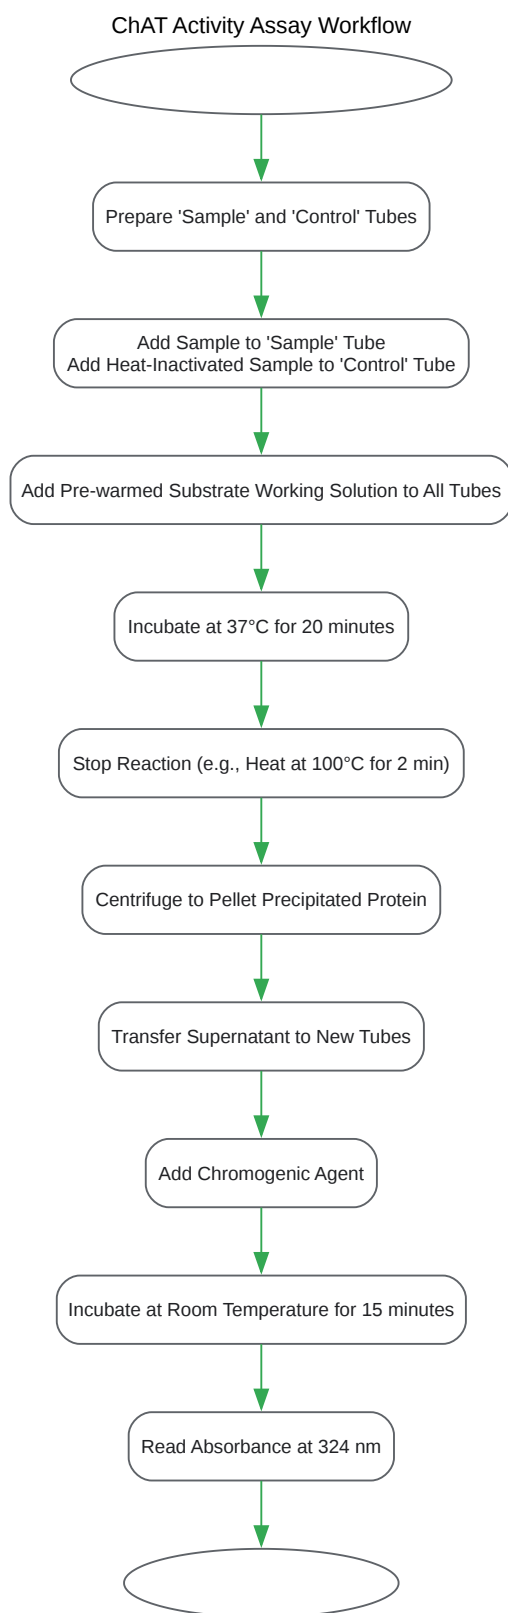 ChAT Activity Assay Workflow
Prepare 'Sample' and 'Control' Tubes
Add Sample to 'Sample' Tube
Add Heat-Inactivated Sample to 'Control' Tube
Add Pre-warmed Substrate Working Solution to All Tubes
Incubate at 37°C for 20 minutes
Stop Reaction (e.g., Heat at 100°C for 2 min)
Centrifuge to Pellet Precipitated Protein
Transfer Supernatant to New Tubes
Add Chromogenic Agent
Incubate at Room Temperature for 15 minutes
Read Absorbance at 324 nm